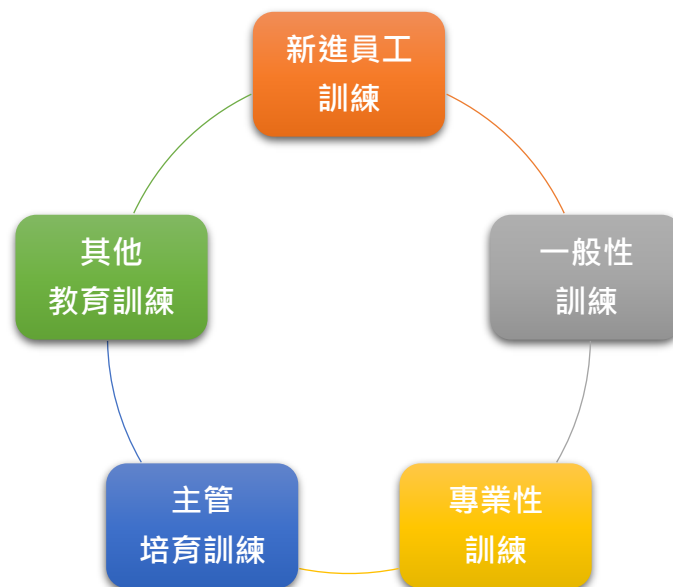 新進員工
訓練
一般性
訓練
專業性
訓練
主管
培育訓練
其他
教育訓練